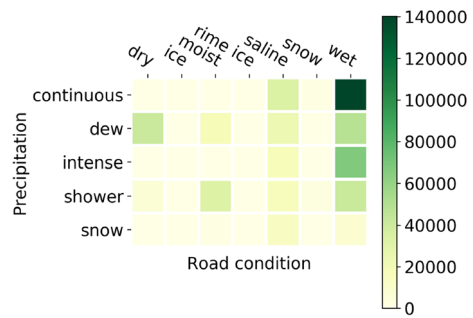 dry
ice
moist
rime
ice
saline
snow
wet
continuous
dew
intense
shower
snow
Precipitation
Road condition
140000
120000
100000
80000
60000
40000
20000
0